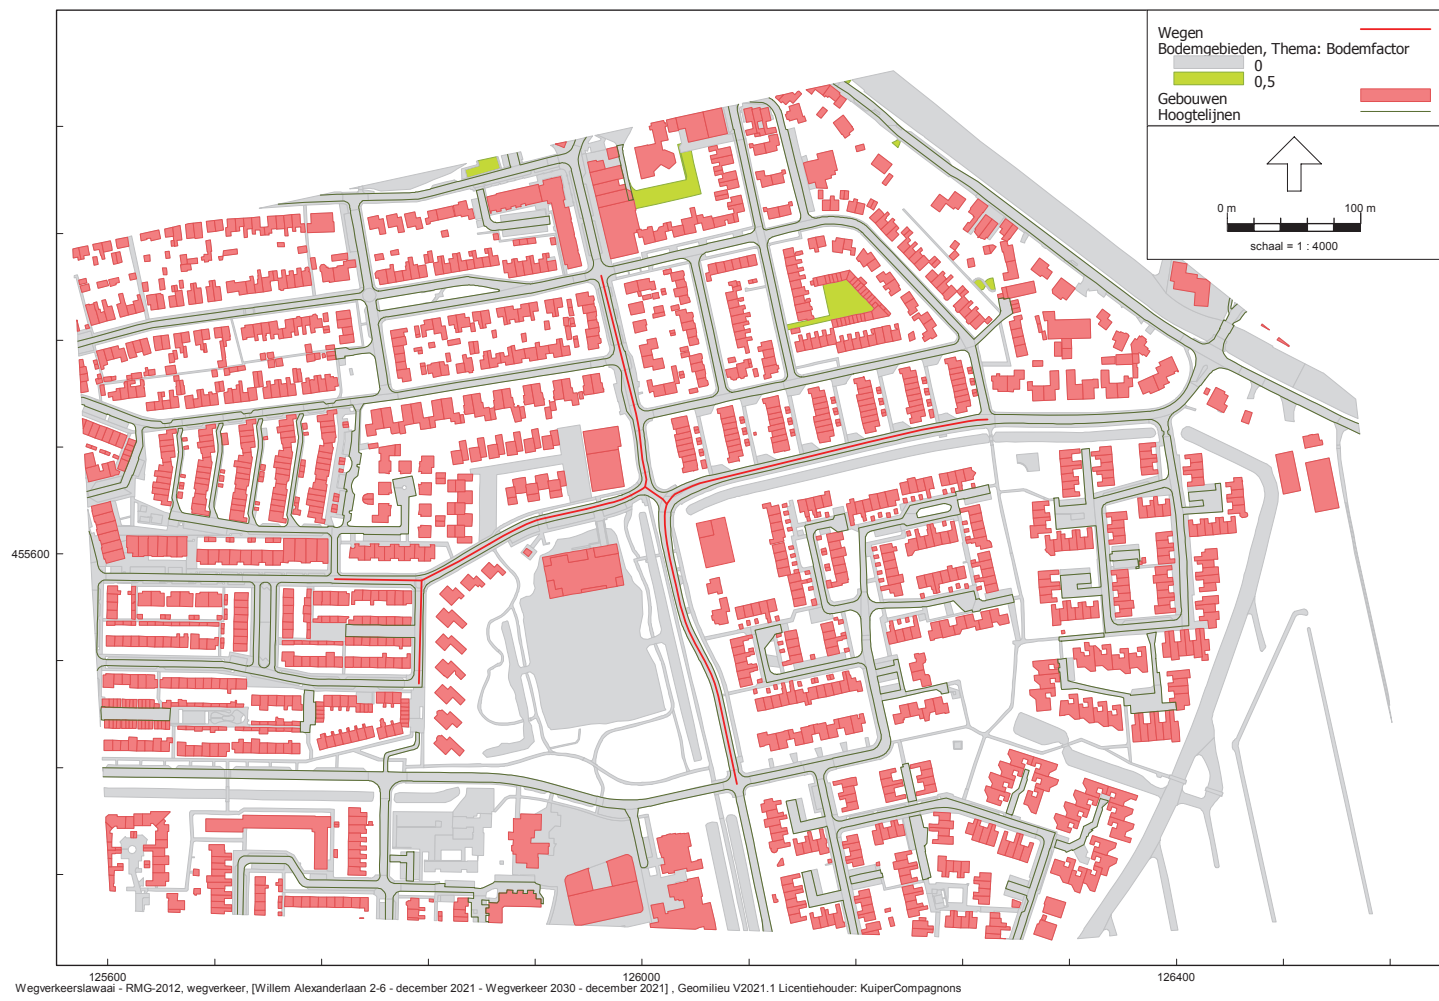 Wegen
Bodemgebieden, Thema: Bodemfactor
0
0,5
Gebouwen
Hoogtelijnen
0 m 100 m
schaal = 1 : 4000
455600
125600 126000 126400
Wegverkeerslawaai - RMG-2012, wegverkeer, [Willem Alexanderlaan 2-6 - december 2021 - Wegverkeer 2030 - december 2021] , Geomilieu V2021.1 Licentiehouder: KuiperCompagnons